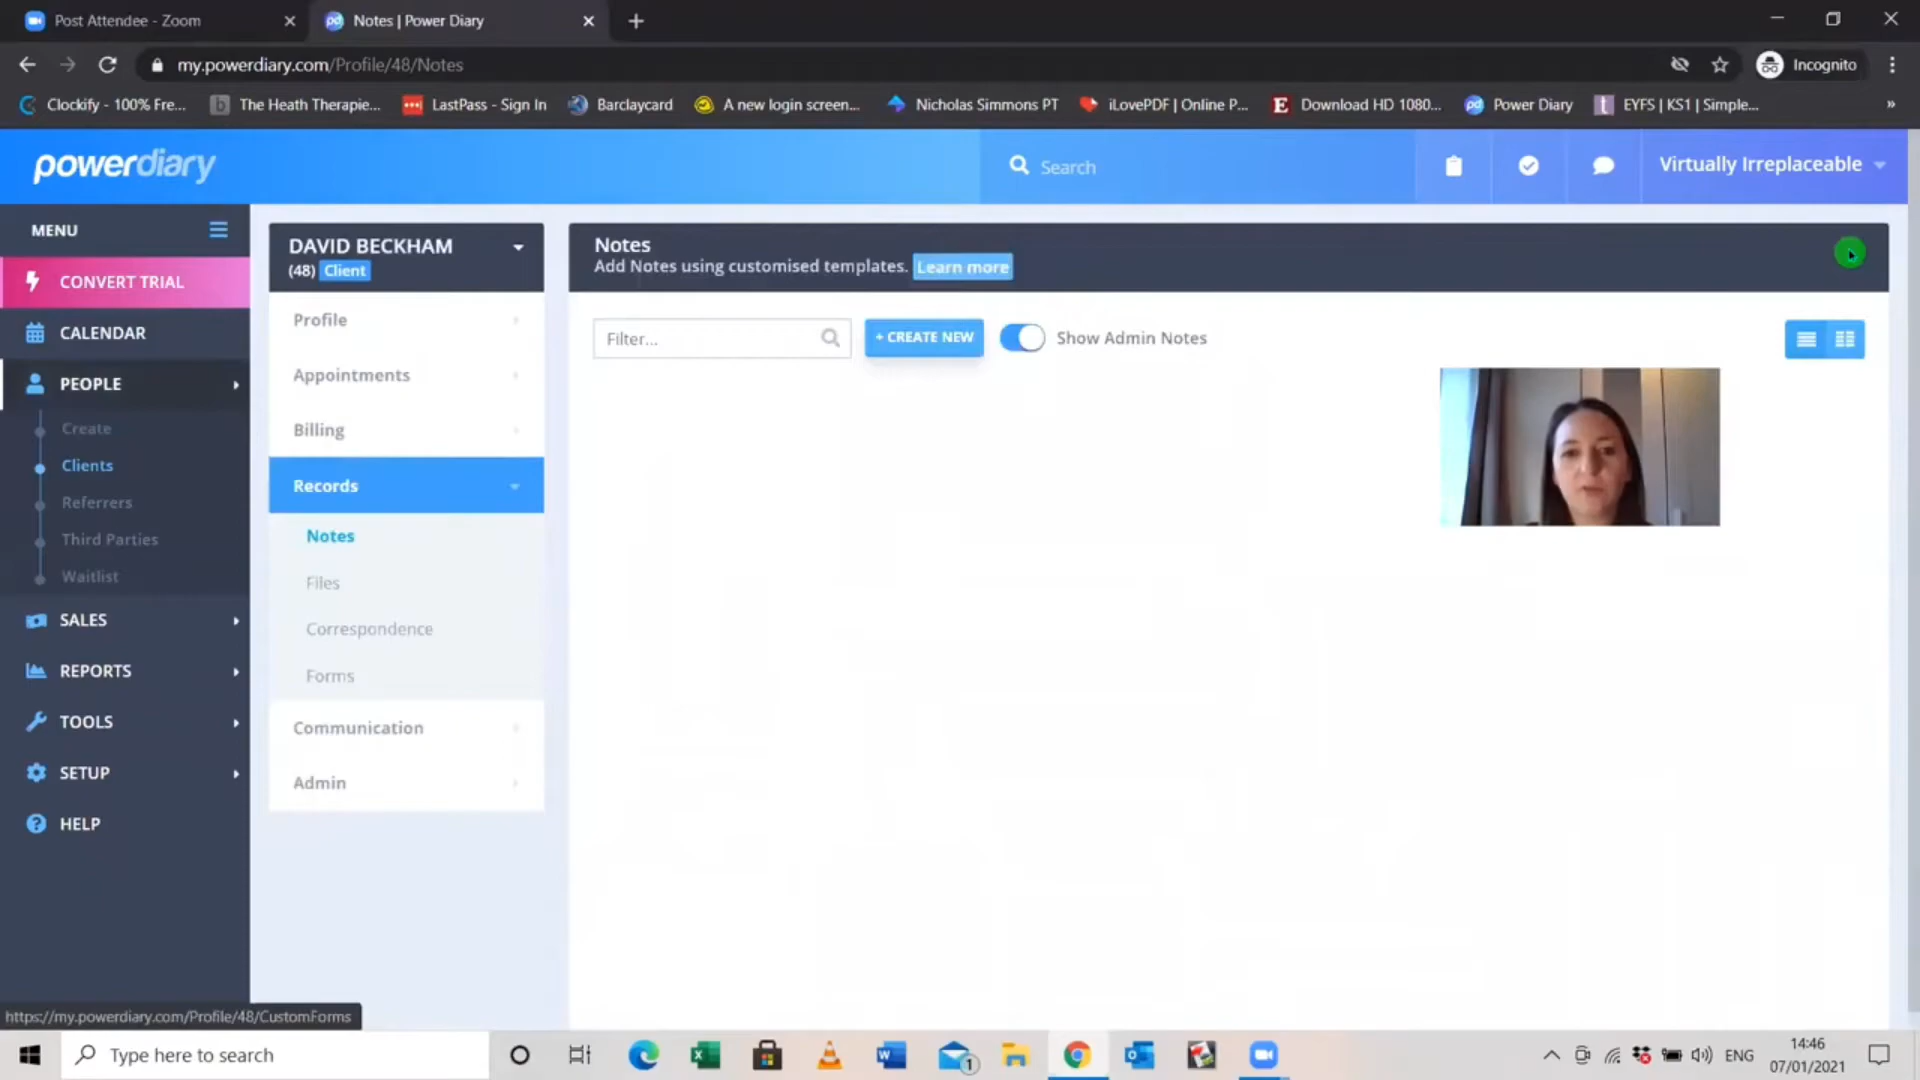 Post Attendee - Zoom
Notes | Power Diary
my.powerdiary.com/Profile/48/Notes
Incognito
Clockify - 100% Fre...
The Heath Therapie...
LastPass - Sign In
Barclaycard
A new login screen...
Nicholas Simmons PT
iLovePDF | Online P...
Download HD 1080...
Power Diary
EYFS | KS1 | Simple...
powerdiary
Search
Virtually Irreplaceable
MENU
CONVERT TRIAL
CALENDAR
PEOPLE
Create
Clients
Referrers
Third Parties
Waitlist
SALES
REPORTS
TOOLS
SETUP
HELP
DAVID BECKHAM
(48) Client
Profile
Appointments
Billing
Records
Notes
Files
Correspondence
Forms
Communication
Admin
Notes
Add Notes using customised templates. Learn more
Filter...
+ CREATE NEW
Show Admin Notes
https://my.powerdiary.com/Profile/48/CustomForms
Type here to search
1
ENG
14:46
07/01/2021